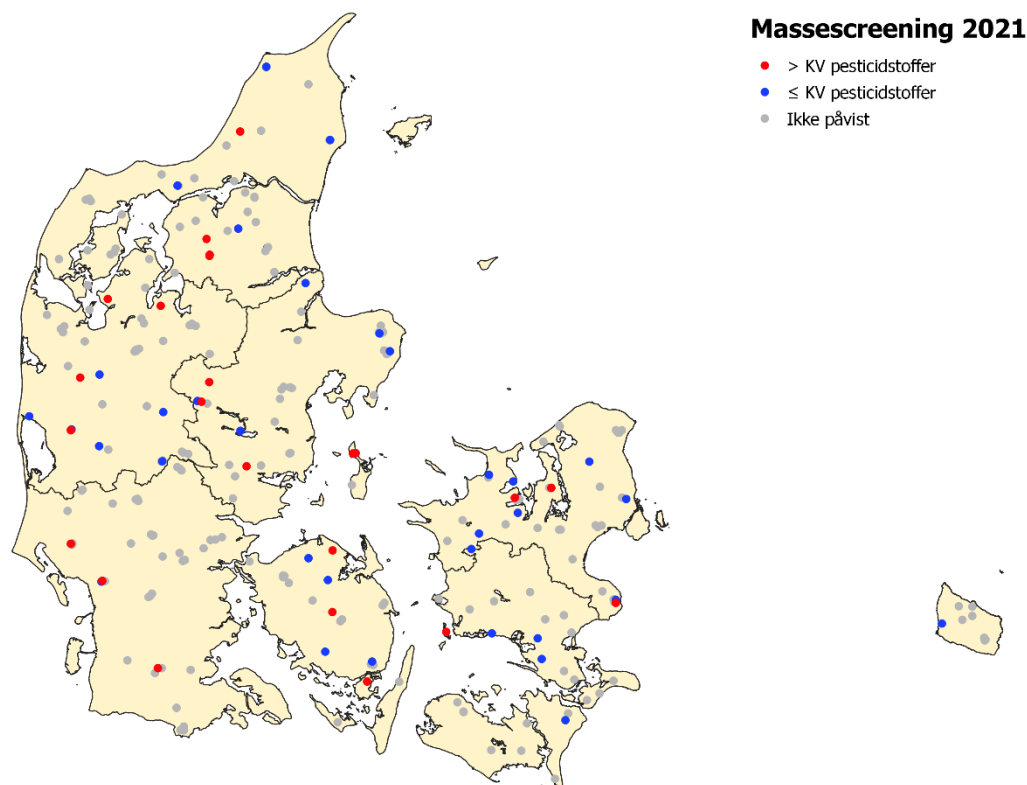 Massescreening 2021
> KV pesticidstoffer
≤ KV pesticidstoffer
Ikke påvist